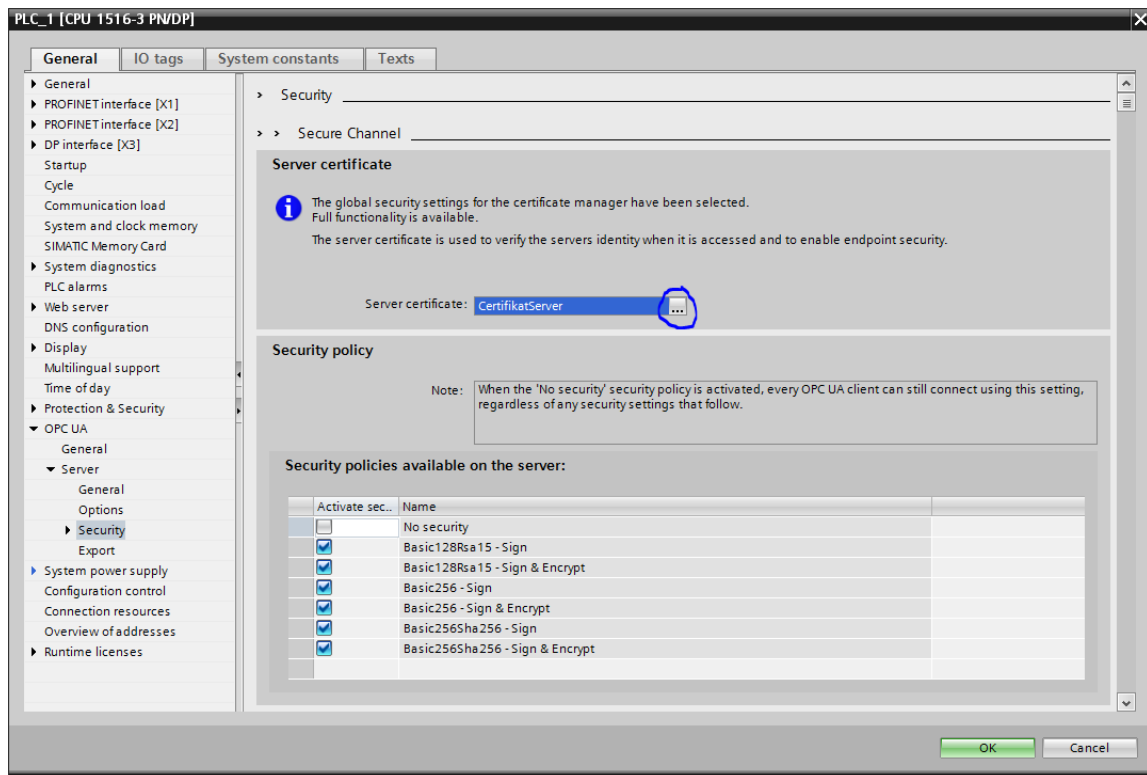 PLC_1 [CPU 1516-3 PN/DP]
General
IO tags
System constants
Texts
General
PROFINET interface [X1]
PROFINET interface [X2]
DP interface [X3]
Startup
Cycle
Communication load
System and clock memory
SIMATIC Memory Card
System diagnostics
PLC alarms
Web server
DNS configuration
Display
Multilingual support
Time of day
Protection & Security
OPC UA
General
Server
General
Options
Security
Export
System power supply
Configuration control
Connection resources
Overview of addresses
Runtime licenses
Security
Secure Channel
Server certificate
The global security settings for the certificate manager have been selected.
Full functionality is available.
The server certificate is used to verify the servers identity when it is accessed and to enable endpoint security.
Server certificate: CertifikatServer ...
Security policy
Note: When the 'No security' security policy is activated, every OPC UA client can still connect using this setting,
regardless of any security settings that follow.
Security policies available on the server:
Activate sec.. Name
No security
Basic128Rsa15 - Sign
Basic128Rsa15 - Sign & Encrypt
Basic256 - Sign
Basic256 - Sign & Encrypt
Basic256Sha256 - Sign
Basic256Sha256 - Sign & Encrypt
OK
Cancel